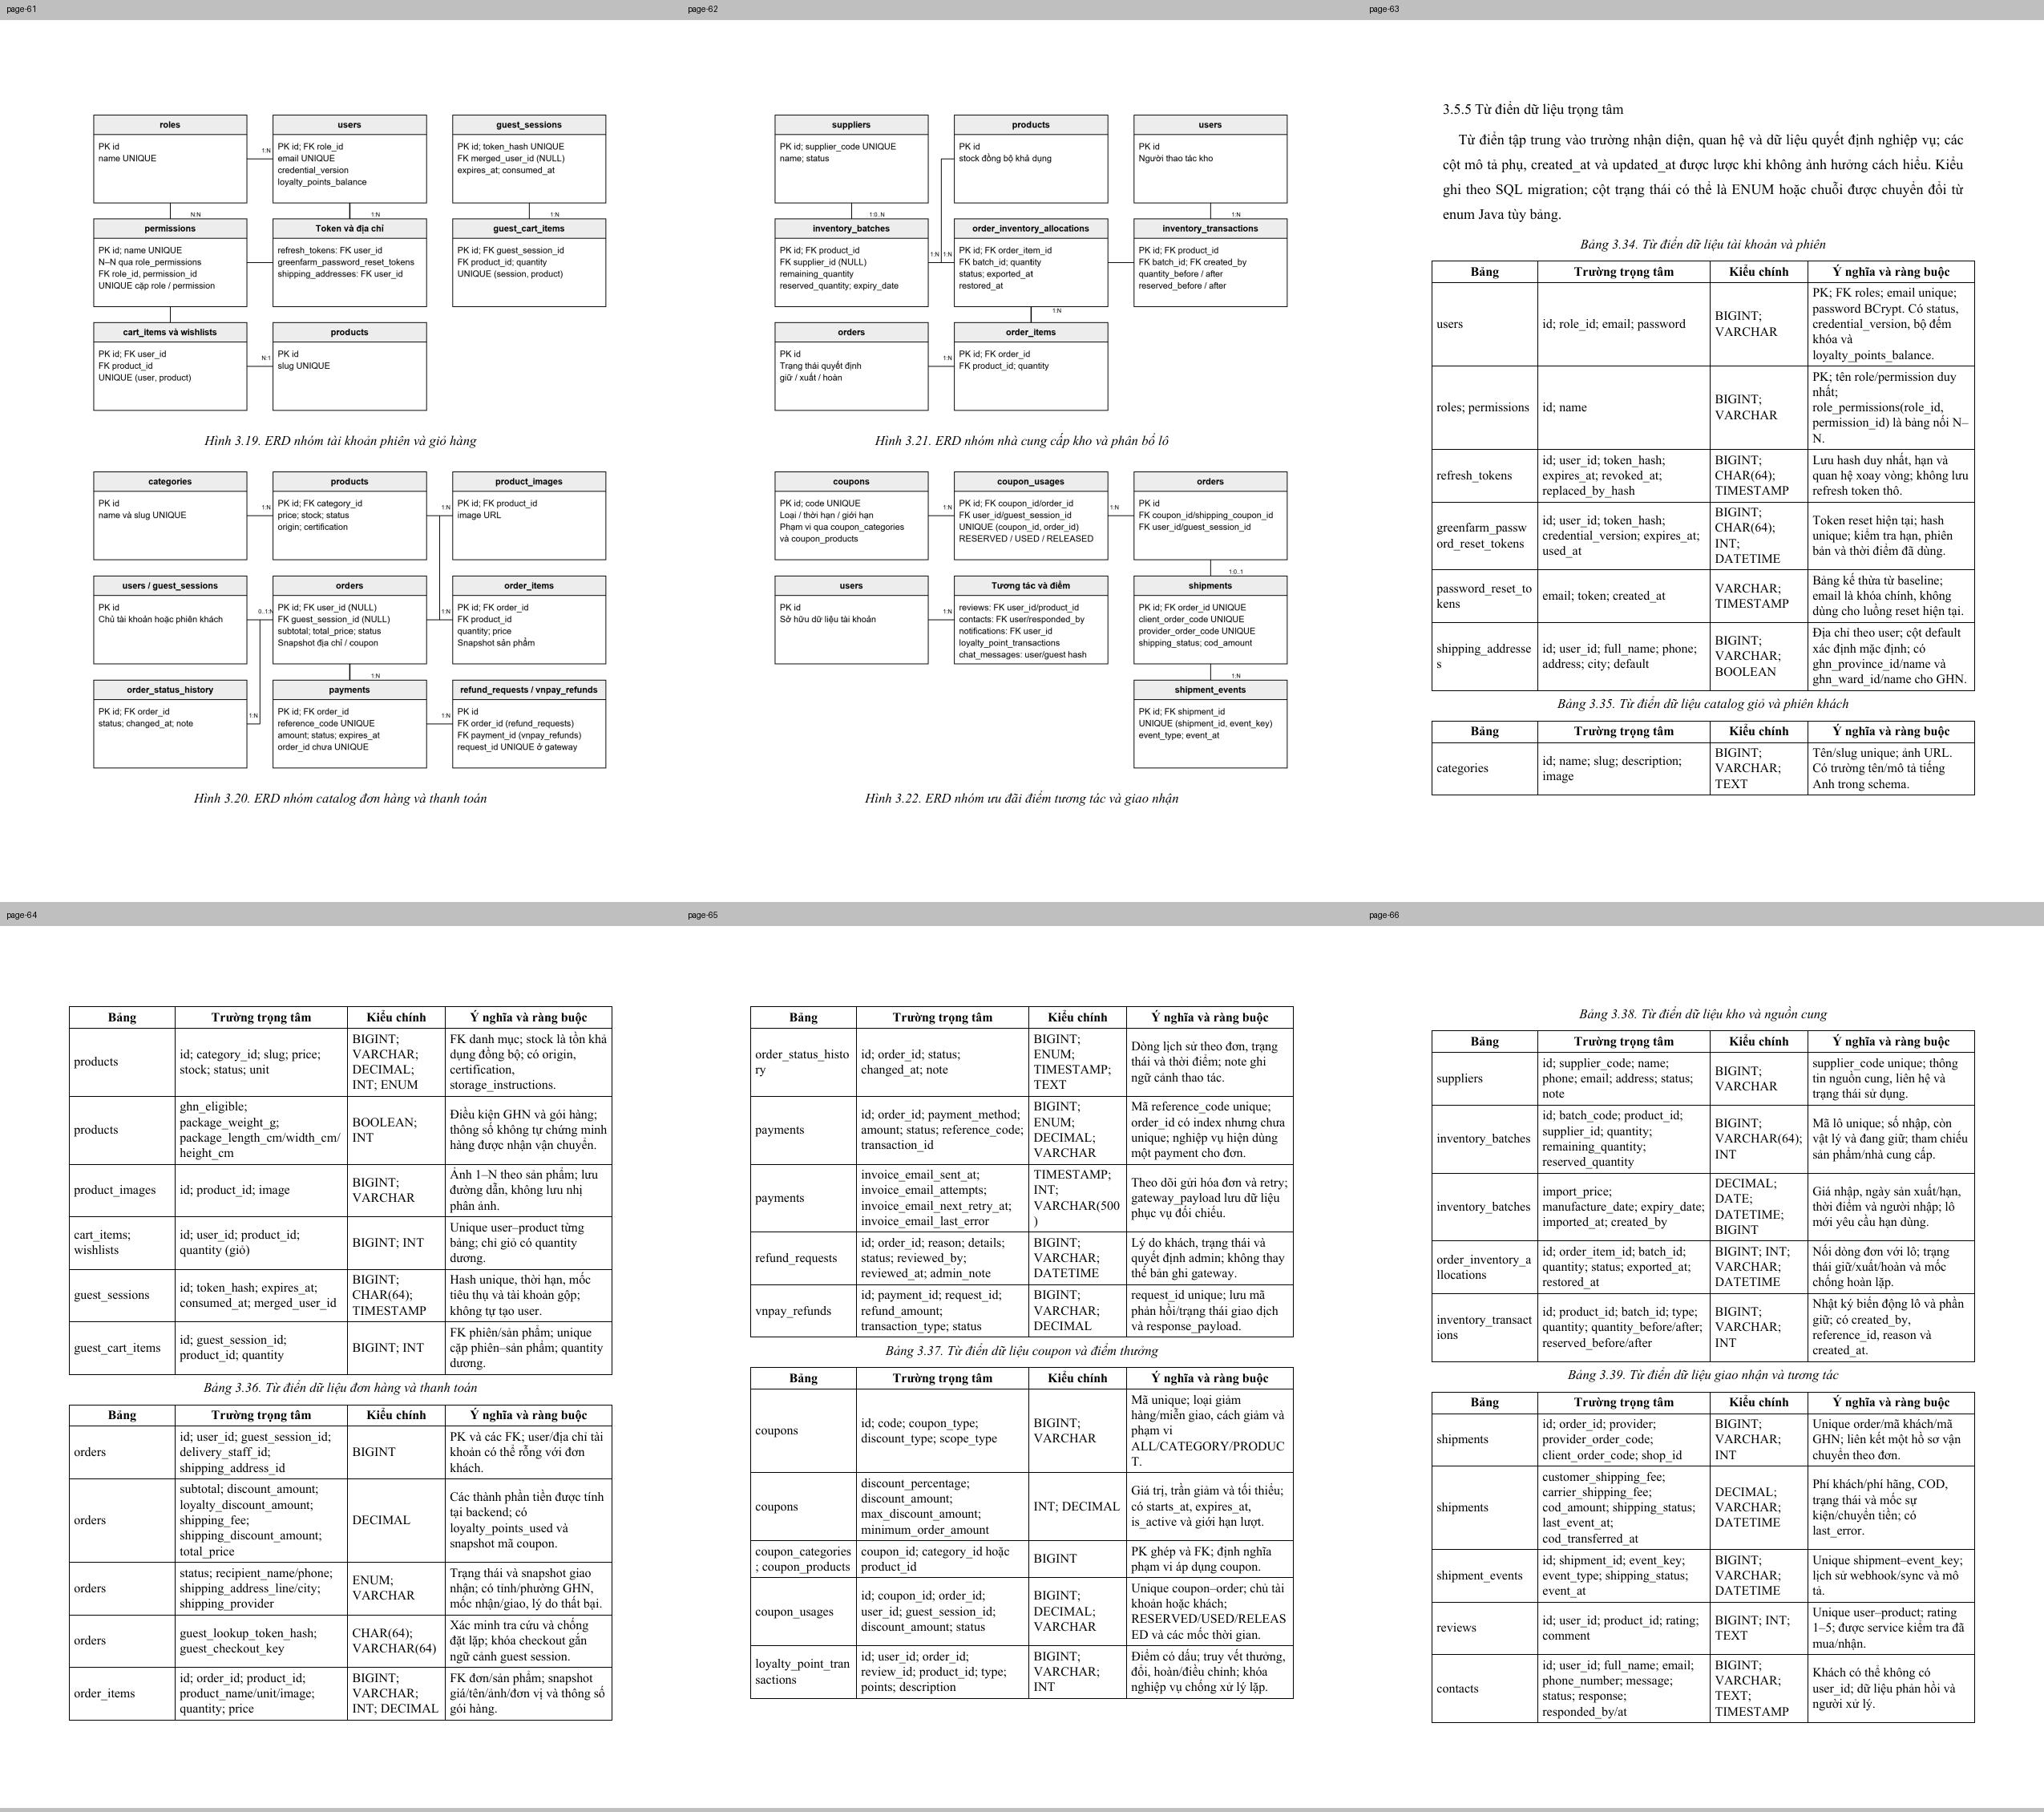 page-61
roles
PK id
name UNIQUE
1:N
users
PK id; FK role_id
email UNIQUE
credential_version
loyalty_points_balance
guest_sessions
PK id; token_hash UNIQUE
FK merged_user_id (NULL)
expires_at; consumed_at
N:N
1:N
1:N
permissions
PK id; name UNIQUE
N–N qua role_permissions
FK role_id, permission_id
UNIQUE cặp role / permission
Token và địa chỉ
refresh_tokens: FK user_id
greenfarm_password_reset_tokens
shipping_addresses: FK user_id
guest_cart_items
PK id; FK guest_session_id
FK product_id; quantity
UNIQUE (session, product)
cart_items và wishlists
PK id; FK user_id
FK product_id
UNIQUE (user, product)
N:1
products
PK id
slug UNIQUE
Hình 3.19. ERD nhóm tài khoản phiên và giỏ hàng
categories
PK id
name và slug UNIQUE
1:N
products
PK id; FK category_id
price; stock; status
origin; certification
1:N
product_images
PK id; FK product_id
image URL
users / guest_sessions
PK id
Chủ tài khoản hoặc phiên khách
0..1:N
orders
PK id; FK user_id (NULL)
FK guest_session_id (NULL)
subtotal; total_price; status
Snapshot địa chỉ / coupon
1:N
order_items
PK id; FK order_id
FK product_id
quantity; price
Snapshot sản phẩm
1:N
order_status_history
PK id; FK order_id
status; changed_at; note
1:N
payments
PK id; FK order_id
reference_code UNIQUE
amount; status; expires_at
order_id chưa UNIQUE
1:N
refund_requests / vnpay_refunds
PK id
FK order (refund_requests)
FK payment_id (vnpay_refunds)
request_id UNIQUE ở gateway
Hình 3.20. ERD nhóm catalog đơn hàng và thanh toán
page-62
suppliers
PK id; supplier_code UNIQUE
name; status
products
PK id
stock đồng bộ khả dụng
users
PK id
Người thao tác kho
1:0..N
1:N
inventory_batches
PK id; FK product_id
FK supplier_id (NULL)
remaining_quantity
reserved_quantity; expiry_date
1:N 1:N
order_inventory_allocations
PK id; FK order_item_id
FK batch_id; quantity
status; exported_at
restored_at
inventory_transactions
PK id; FK product_id
FK batch_id; FK created_by
quantity_before / after
reserved_before / after
1:N
orders
PK id
Trạng thái quyết định
giữ / xuất / hoàn
1:N
order_items
PK id; FK order_id
FK product_id; quantity
Hình 3.21. ERD nhóm nhà cung cấp kho và phân bổ lô
coupons
PK id; code UNIQUE
Loại / thời hạn / giới hạn
Phạm vi qua coupon_categories
và coupon_products
1:N
coupon_usages
PK id; FK coupon_id/order_id
FK user_id/guest_session_id
UNIQUE (coupon_id, order_id)
RESERVED / USED / RELEASED
1:N
orders
PK id
FK coupon_id/shipping_coupon_id
FK user_id/guest_session_id
1:0..1
users
PK id
Sở hữu dữ liệu tài khoản
1:N
Tương tác và điểm
reviews: FK user_id/product_id
contacts: FK user/responded_by
notifications: FK user_id
loyalty_point_transactions
chat_messages: user/guest hash
shipments
PK id; FK order_id UNIQUE
client_order_code UNIQUE
provider_order_code UNIQUE
shipping_status; cod_amount
1:N
shipment_events
PK id; FK shipment_id
UNIQUE (shipment_id, event_key)
event_type; event_at
Hình 3.22. ERD nhóm ưu đãi điểm tương tác và giao nhận
page-63
3.5.5 Từ điển dữ liệu trọng tâm
Từ điển tập trung vào trường nhận diện, quan hệ và dữ liệu quyết định nghiệp vụ; các
cột mô tả phụ, created_at và updated_at được lược khi không ảnh hưởng cách hiểu. Kiểu
ghi theo SQL migration; cột trạng thái có thể là ENUM hoặc chuỗi được chuyển đổi từ
enum Java tùy bảng.
Bảng 3.34. Từ điển dữ liệu tài khoản và phiên
Bảng
Trường trọng tâm
Kiểu chính
Ý nghĩa và ràng buộc
users
id; role_id; email; password
BIGINT;
VARCHAR
PK; FK roles; email unique;
password BCrypt. Có status,
credential_version, bộ đếm
khóa và
loyalty_points_balance.
roles; permissions
id; name
BIGINT;
VARCHAR
PK; tên role/permission duy
nhất;
role_permissions(role_id,
permission_id) là bảng nối N–
N.
refresh_tokens
id; user_id; token_hash;
expires_at; revoked_at;
replaced_by_hash
BIGINT;
CHAR(64);
TIMESTAMP
Lưu hash duy nhất, hạn và
quan hệ xoay vòng; không lưu
refresh token thô.
greenfarm_passw
ord_reset_tokens
id; user_id; token_hash;
credential_version; expires_at;
used_at
BIGINT;
CHAR(64);
INT;
DATETIME
Token reset hiện tại; hash
unique; kiểm tra hạn, phiên
bản và thời điểm đã dùng.
password_reset_to
kens
email; token; created_at
VARCHAR;
TIMESTAMP
Bảng kế thừa từ baseline;
email là khóa chính, không
dùng cho luồng reset hiện tại.
shipping_addresse
s
id; user_id; full_name; phone;
address; city; default
BIGINT;
VARCHAR;
BOOLEAN
Địa chỉ theo user; cột default
xác định mặc định; có
ghn_province_id/name và
ghn_ward_id/name cho GHN.
Bảng 3.35. Từ điển dữ liệu catalog giỏ và phiên khách
Bảng
Trường trọng tâm
Kiểu chính
Ý nghĩa và ràng buộc
categories
id; name; slug; description;
image
BIGINT;
VARCHAR;
TEXT
Tên/slug unique; ảnh URL.
Có trường tên/mô tả tiếng
Anh trong schema.
page-64
Bảng
Trường trọng tâm
Kiểu chính
Ý nghĩa và ràng buộc
products
id; category_id; slug; price;
stock; status; unit
BIGINT;
VARCHAR;
DECIMAL;
INT; ENUM
FK danh mục; stock là tồn khả
dụng đồng bộ; có origin,
certification,
storage_instructions.
products
ghn_eligible;
package_weight_g;
package_length_cm/width_cm/
height_cm
BOOLEAN;
INT
Điều kiện GHN và gói hàng;
thông số không tự chứng minh
hàng được nhận vận chuyển.
product_images
id; product_id; image
BIGINT;
VARCHAR
Ảnh 1–N theo sản phẩm; lưu
đường dẫn, không lưu nhị
phân ảnh.
cart_items;
wishlists
id; user_id; product_id;
quantity (giỏ)
BIGINT; INT
Unique user–product từng
bảng; chỉ giỏ có quantity
dương.
guest_sessions
id; token_hash; expires_at;
consumed_at; merged_user_id
BIGINT;
CHAR(64);
TIMESTAMP
Hash unique, thời hạn, mốc
tiêu thụ và tài khoản gộp;
không tự tạo user.
guest_cart_items
id; guest_session_id;
product_id; quantity
BIGINT; INT
FK phiên/sản phẩm; unique
cặp phiên–sản phẩm; quantity
dương.
Bảng 3.36. Từ điển dữ liệu đơn hàng và thanh toán
Bảng
Trường trọng tâm
Kiểu chính
Ý nghĩa và ràng buộc
orders
id; user_id; guest_session_id;
delivery_staff_id;
shipping_address_id
BIGINT
PK và các FK; user/địa chỉ tài
khoản có thể rỗng với đơn
khách.
orders
subtotal; discount_amount;
loyalty_discount_amount;
shipping_fee;
shipping_discount_amount;
total_price
DECIMAL
Các thành phần tiền được tính
tại backend; có
loyalty_points_used và
snapshot mã coupon.
orders
status; recipient_name/phone;
shipping_address_line/city;
shipping_provider
ENUM;
VARCHAR
Trạng thái và snapshot giao
nhận; có tỉnh/phường GHN,
mốc nhận/giao, lý do thất bại.
orders
guest_lookup_token_hash;
guest_checkout_key
CHAR(64);
VARCHAR(64)
Xác minh tra cứu và chống
đặt lặp; khóa checkout gắn
ngữ cảnh guest session.
order_items
id; order_id; product_id;
product_name/unit/image;
quantity; price
BIGINT;
VARCHAR;
INT; DECIMAL
FK đơn/sản phẩm; snapshot
giá/tên/ảnh/đơn vị và thông số
gói hàng.
page-65
Bảng
Trường trọng tâm
Kiểu chính
Ý nghĩa và ràng buộc
order_status_histo
ry
id; order_id; status;
changed_at; note
BIGINT;
ENUM;
TIMESTAMP;
TEXT
Dòng lịch sử theo đơn, trạng
thái và thời điểm; note ghi
ngữ cảnh thao tác.
payments
id; order_id; payment_method;
amount; status; reference_code;
transaction_id
BIGINT;
ENUM;
DECIMAL;
VARCHAR
Mã reference_code unique;
order_id có index nhưng chưa
unique; nghiệp vụ hiện dùng
một payment cho đơn.
payments
invoice_email_sent_at;
invoice_email_attempts;
invoice_email_next_retry_at;
invoice_email_last_error
TIMESTAMP;
INT;
VARCHAR(500
)
Theo dõi gửi hóa đơn và retry;
gateway_payload lưu dữ liệu
phục vụ đối chiếu.
refund_requests
id; order_id; reason; details;
status; reviewed_by;
reviewed_at; admin_note
BIGINT;
VARCHAR;
DATETIME
Lý do khách, trạng thái và
quyết định admin; không thay
thế bản ghi gateway.
vnpay_refunds
id; payment_id; request_id;
refund_amount;
transaction_type; status
BIGINT;
VARCHAR;
DECIMAL
request_id unique; lưu mã
phản hồi/trạng thái giao dịch
và response_payload.
Bảng 3.37. Từ điển dữ liệu coupon và điểm thưởng
Bảng
Trường trọng tâm
Kiểu chính
Ý nghĩa và ràng buộc
coupons
id; code; coupon_type;
discount_type; scope_type
BIGINT;
VARCHAR
Mã unique; loại giảm
hàng/miễn giao, cách giảm và
phạm vi
ALL/CATEGORY/PRODUC
T.
coupons
discount_percentage;
discount_amount;
max_discount_amount;
minimum_order_amount
INT; DECIMAL
Giá trị, trần giảm và tối thiểu;
có starts_at, expires_at,
is_active và giới hạn lượt.
coupon_categories
; coupon_products
coupon_id; category_id hoặc
product_id
BIGINT
PK ghép và FK; định nghĩa
phạm vi áp dụng coupon.
coupon_usages
id; coupon_id; order_id;
user_id; guest_session_id;
discount_amount; status
BIGINT;
DECIMAL;
VARCHAR
Unique coupon–order; chủ tài
khoản hoặc khách;
RESERVED/USED/RELEAS
ED và các mốc thời gian.
loyalty_point_tran
sactions
id; user_id; order_id;
review_id; product_id; type;
points; description
BIGINT;
VARCHAR;
INT
Điểm có dấu; truy vết thưởng,
đổi, hoàn/điều chỉnh; khóa
nghiệp vụ chống xử lý lặp.
page-66
Bảng 3.38. Từ điển dữ liệu kho và nguồn cung
Bảng
Trường trọng tâm
Kiểu chính
Ý nghĩa và ràng buộc
suppliers
id; supplier_code; name;
phone; email; address; status;
note
BIGINT;
VARCHAR
supplier_code unique; thông
tin nguồn cung, liên hệ và
trạng thái sử dụng.
inventory_batches
id; batch_code; product_id;
supplier_id; quantity;
remaining_quantity;
reserved_quantity
BIGINT;
VARCHAR(64);
INT
Mã lô unique; số nhập, còn
vật lý và đang giữ; tham chiếu
sản phẩm/nhà cung cấp.
inventory_batches
import_price;
manufacture_date; expiry_date;
imported_at; created_by
DECIMAL;
DATE;
DATETIME;
BIGINT
Giá nhập, ngày sản xuất/hạn,
thời điểm và người nhập; lô
mới yêu cầu hạn dùng.
order_inventory_a
llocations
id; order_item_id; batch_id;
quantity; status; exported_at;
restored_at
BIGINT; INT;
VARCHAR;
DATETIME
Nối dòng đơn với lô; trạng
thái giữ/xuất/hoàn và mốc
chống hoàn lặp.
inventory_transact
ions
id; product_id; batch_id; type;
quantity; quantity_before/after;
reserved_before/after
BIGINT;
VARCHAR;
INT
Nhật ký biến động lô và phần
giữ; có created_by,
reference_id, reason và
created_at.
Bảng 3.39. Từ điển dữ liệu giao nhận và tương tác
Bảng
Trường trọng tâm
Kiểu chính
Ý nghĩa và ràng buộc
shipments
id; order_id; provider;
provider_order_code;
client_order_code; shop_id
BIGINT;
VARCHAR;
INT
Unique order/mã khách/mã
GHN; liên kết một hồ sơ vận
chuyển theo đơn.
shipments
customer_shipping_fee;
carrier_shipping_fee;
cod_amount; shipping_status;
last_event_at;
cod_transferred_at
DECIMAL;
VARCHAR;
DATETIME
Phí khách/phí hãng, COD,
trạng thái và mốc sự
kiện/chuyển tiền; có
last_error.
shipment_events
id; shipment_id; event_key;
event_type; shipping_status;
event_at
BIGINT;
VARCHAR;
DATETIME
Unique shipment–event_key;
lịch sử webhook/sync và mô
tả.
reviews
id; user_id; product_id; rating;
comment
BIGINT; INT;
TEXT
Unique user–product; rating
1–5; được service kiểm tra đã
mua/nhận.
contacts
id; user_id; full_name; email;
phone_number; message;
status; response;
responded_by/at
BIGINT;
VARCHAR;
TEXT;
TIMESTAMP
Khách có thể không có
user_id; dữ liệu phản hồi và
người xử lý.